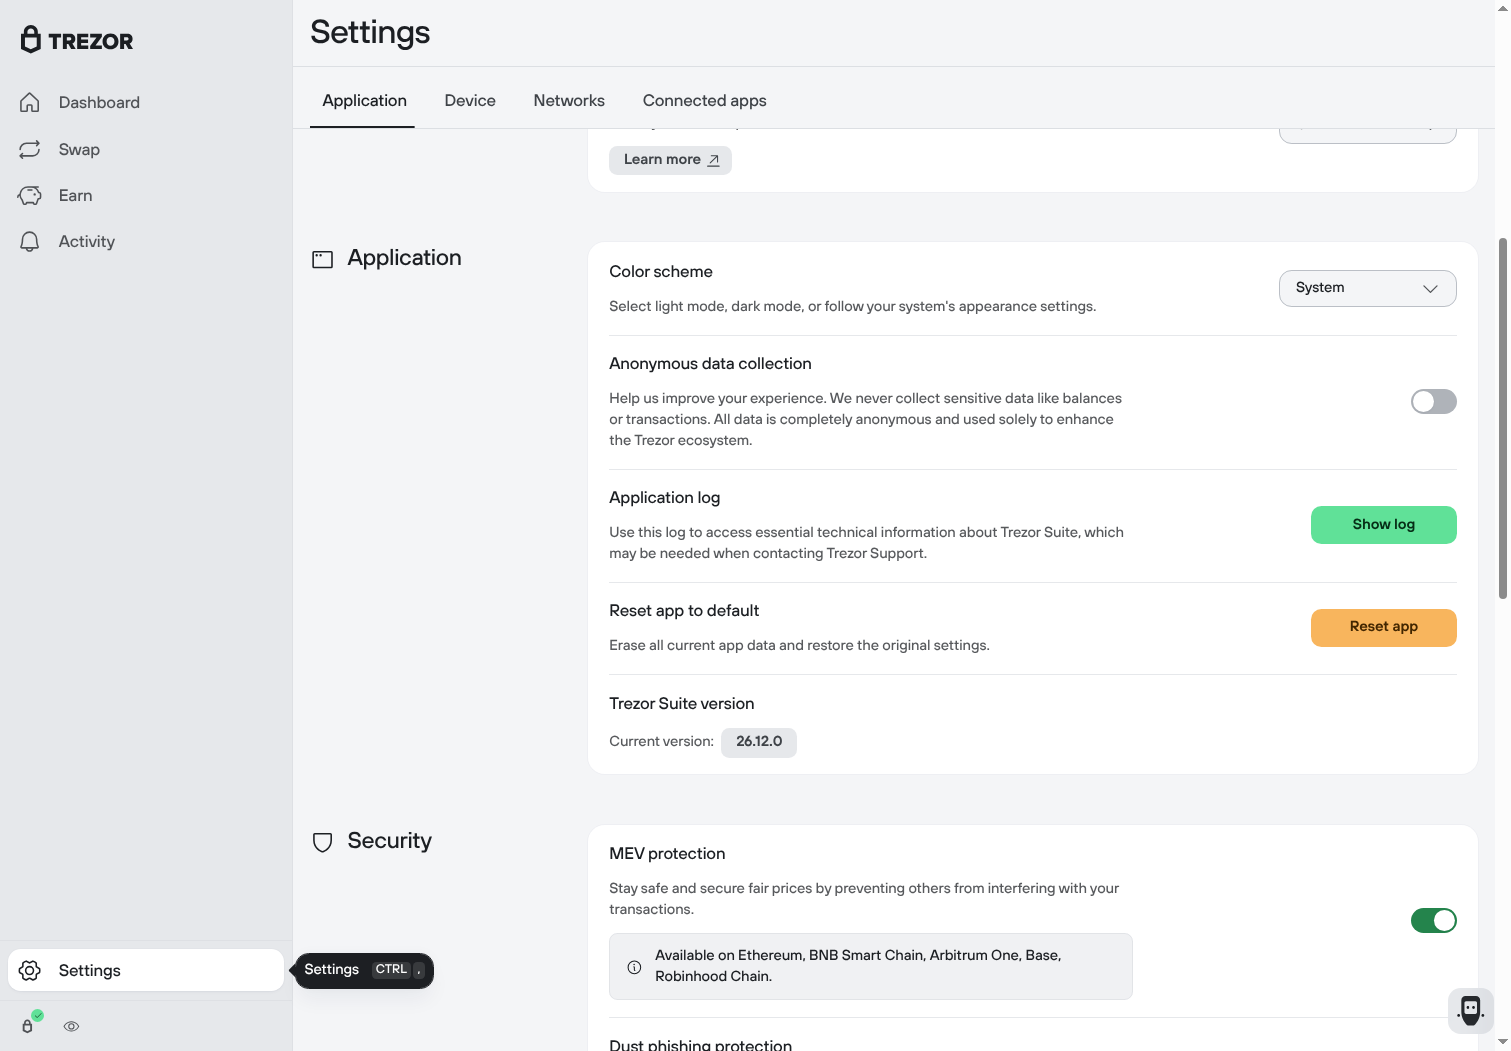 TREZOR
Dashboard
Swap
Earn
Activity
Settings
Application
Device
Networks
Connected apps
Learn more
Application
Color scheme
Select light mode, dark mode, or follow your system's appearance settings.
System
Anonymous data collection
Help us improve your experience. We never collect sensitive data like balances
or transactions. All data is completely anonymous and used solely to enhance
the Trezor ecosystem.
Application log
Use this log to access essential technical information about Trezor Suite, which
may be needed when contacting Trezor Support.
Show log
Reset app to default
Erase all current app data and restore the original settings.
Reset app
Trezor Suite version
Current version: 26.12.0
Security
MEV protection
Stay safe and secure fair prices by preventing others from interfering with your
transactions.
Available on Ethereum, BNB Smart Chain, Arbitrum One, Base,
Robinhood Chain.
Dust phishing protection
Settings
Settings CTRL ,